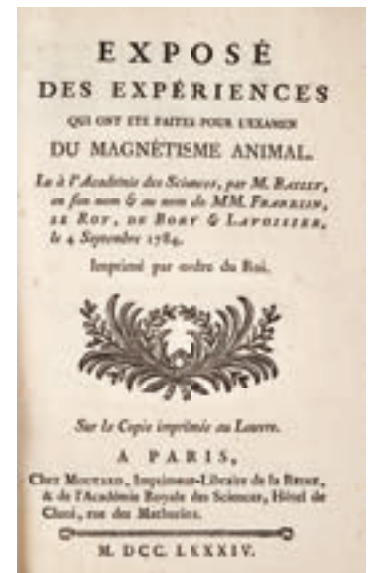 EXPOSÉ
DES EXPÉRIENCES
QUI ONT ÉTÉ FAITES POUR L'EXAMEN
DU MAGNÉTISME ANIMAL.
Lu à l'Académie des Sciences, par M. BAILLY,
en son nom & au nom de MM. FRANKLIN,
LE ROY, DE BORY & LAVOISIER,
le 4 Septembre 1784.
Imprimé par ordre du Roi.
Sur la Copie imprimée au Louvre.
A PARIS,
Chez MOUTARD, Imprimeur-Libraire de la REINE,
& de l'Académie Royale des Sciences, Hôtel de
Cluni, rue des Mathurins.
M. DCC. LXXXIV.